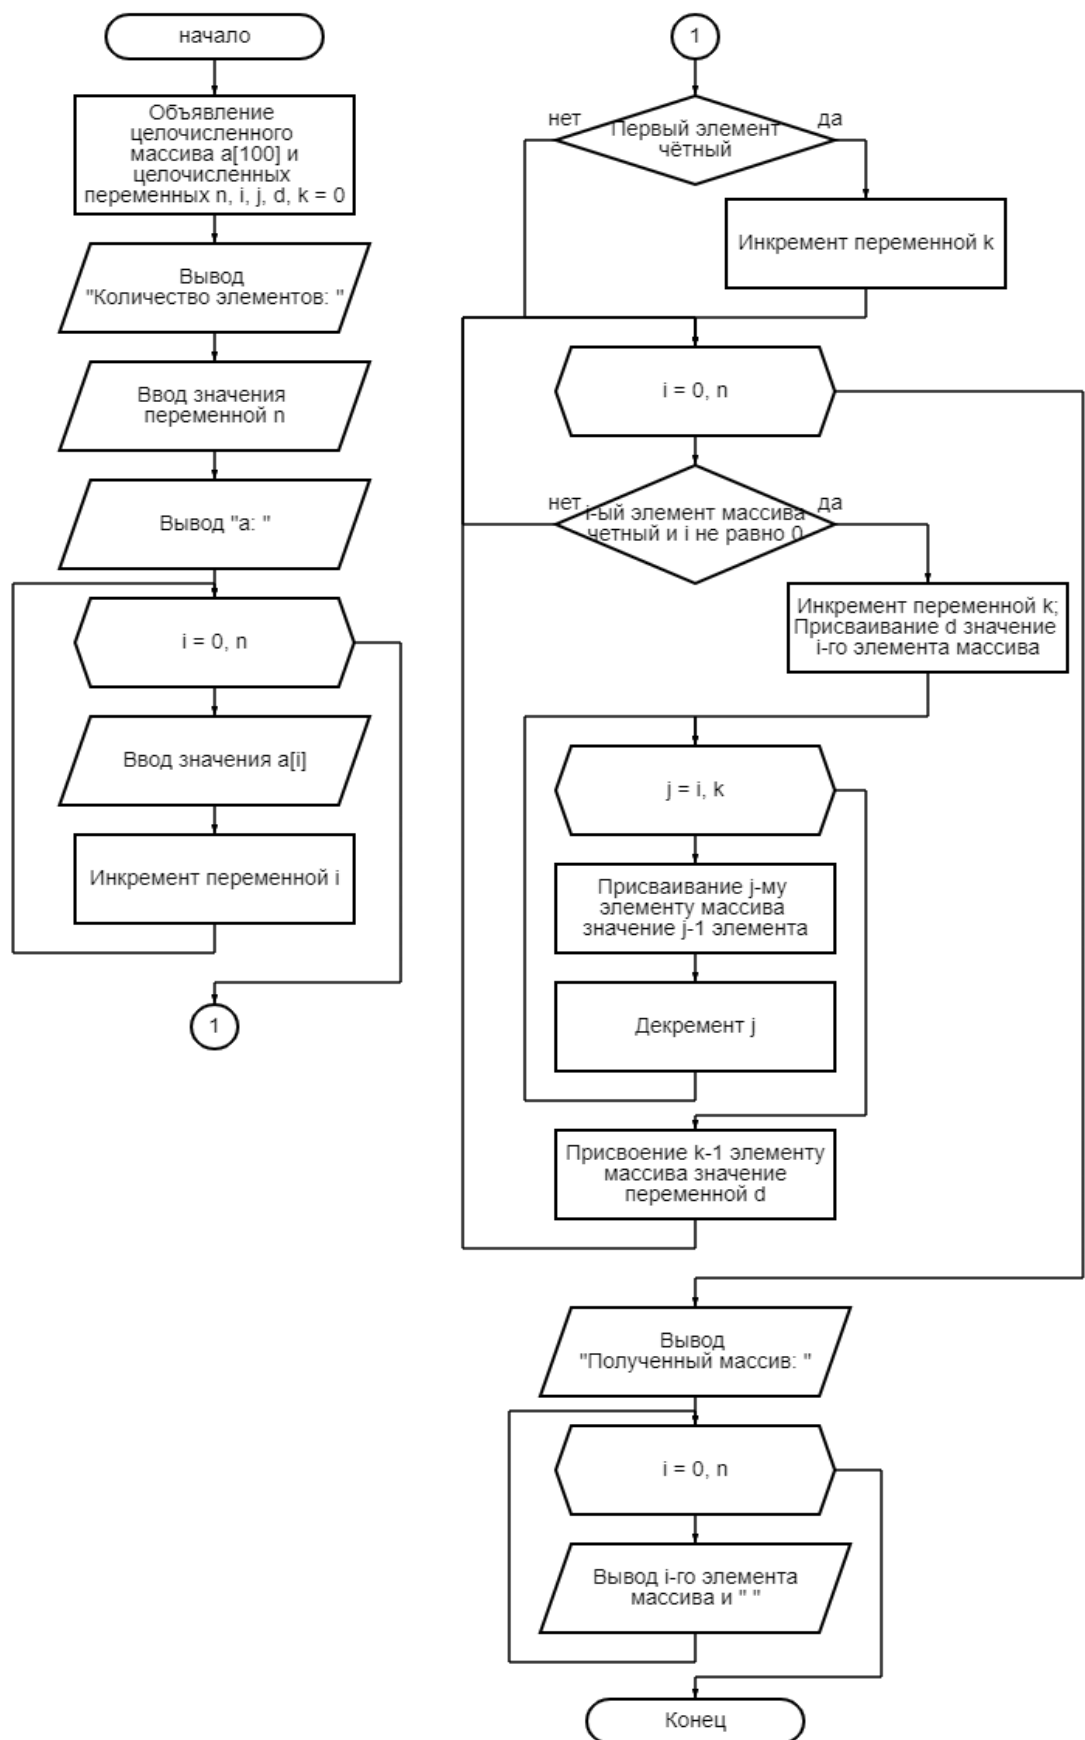 начало
Объявление
целочисленного
массива a[100] и
целочисленных
переменных n, i, j, d, k = 0
Вывод
"Количество элементов: "
Ввод значения
переменной n
Вывод "a: "
i = 0, n
Ввод значения a[i]
Инкремент переменной i
1
1
нет
Первый элемент
чётный
да
Инкремент переменной k
i = 0, n
нет
i-ый элемент массива
четный и i не равно 0
да
Инкремент переменной k;
Присваивание d значение
i-го элемента массива
j = i, k
Присваивание j-му
элементу массива
значение j-1 элемента
Декремент j
Присвоение k-1 элементу
массива значение
переменной d
Вывод
"Полученный массив: "
i = 0, n
Вывод i-го элемента
массива и " "
Конец